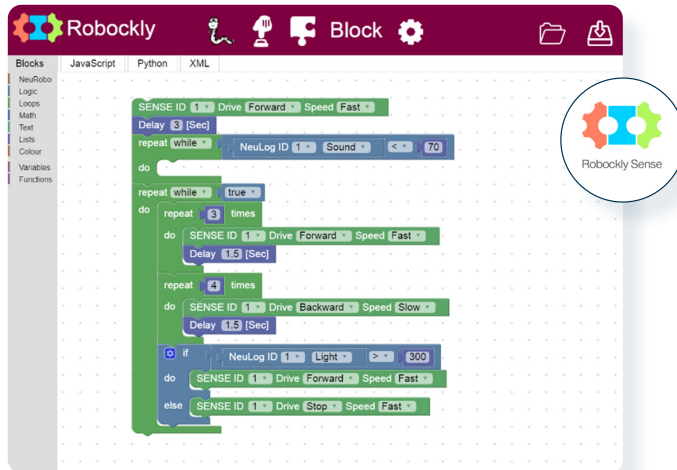 Robockly Block
Blocks JavaScript Python XML
NeuRobo
Logic
Loops
Math
Text
Lists
Colour
Variables
Functions
SENSE ID 1 Drive Forward Speed Fast
Delay 3 [Sec]
repeat while NeuLog ID 1 Sound < 70
do
repeat while true
do repeat 3 times
do SENSE ID 1 Drive Forward Speed Fast
Delay 1.5 [Sec]
repeat 4 times
do SENSE ID 1 Drive Backward Speed Slow
Delay 1.5 [Sec]
if NeuLog ID 1 Light > 300
do SENSE ID 1 Drive Forward Speed Fast
else SENSE ID 1 Drive Stop Speed Fast
Robockly Sense